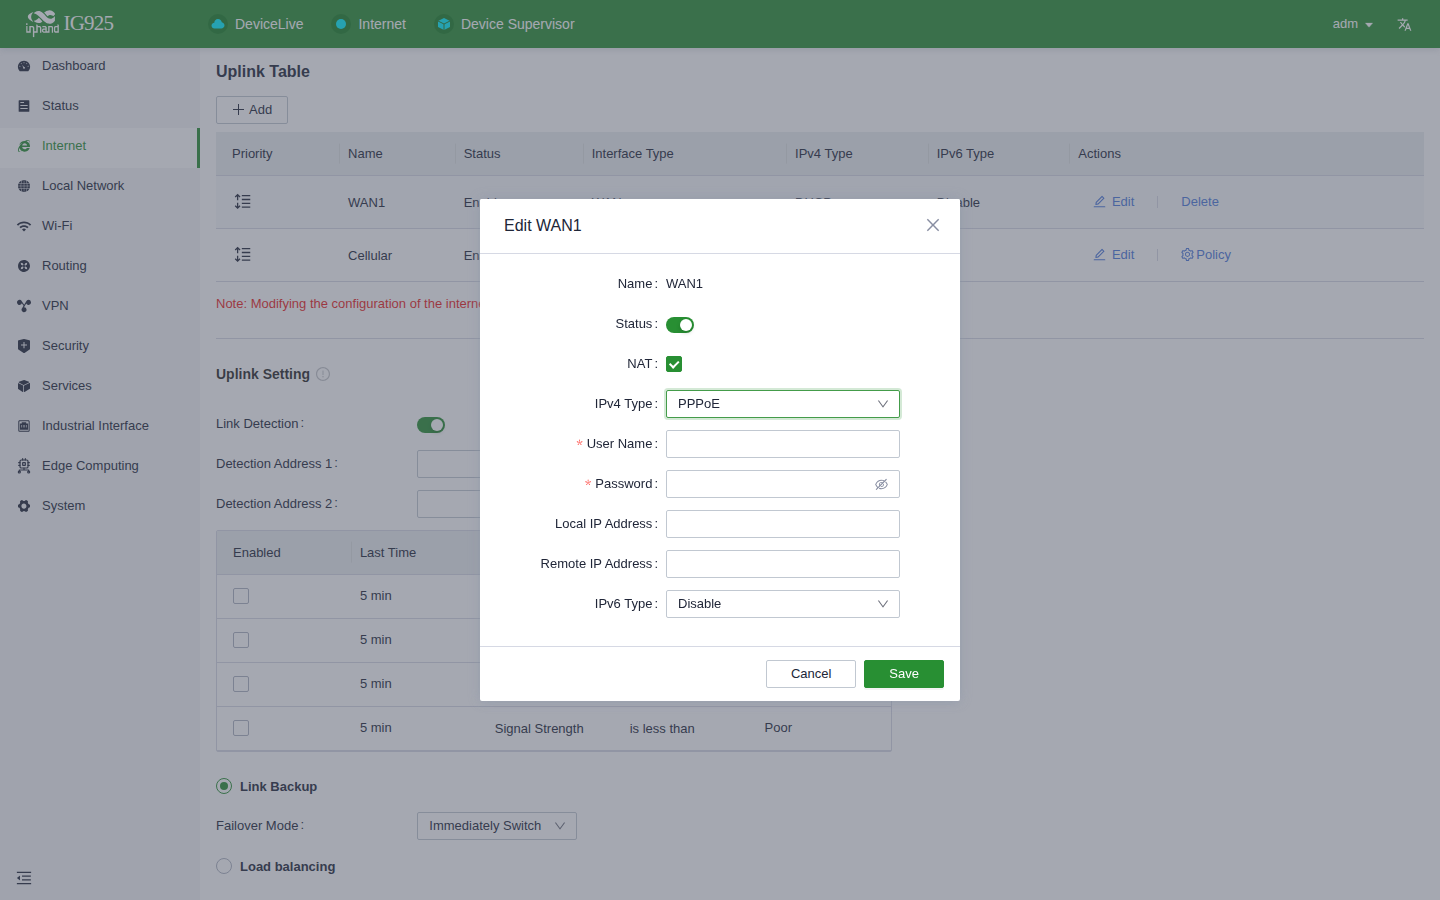 inhand IG925
DeviceLive
Internet
Device Supervisor
adm
Dashboard
Status
Internet
Local Network
Wi-Fi
Routing
VPN
Security
Services
Industrial Interface
Edge Computing
System
Uplink Table
Add
Priority Name Status Interface Type IPv4 Type IPv6 Type Actions
WAN1 Edit Delete
Cellular Edit Policy
Note: Modifying the configuration of the
Uplink Setting
Link Detection :
Detection Address 1 :
Detection Address 2 :
Enabled Last Time
5 min
5 min
5 min
5 min Signal Strength is less than Poor
Link Backup
Failover Mode : Immediately Switch
Load balancing
Edit WAN1
Name : WAN1
Status :
NAT :
IPv4 Type : PPPoE
* User Name :
* Password :
Local IP Address :
Remote IP Address :
IPv6 Type : Disable
Cancel Save